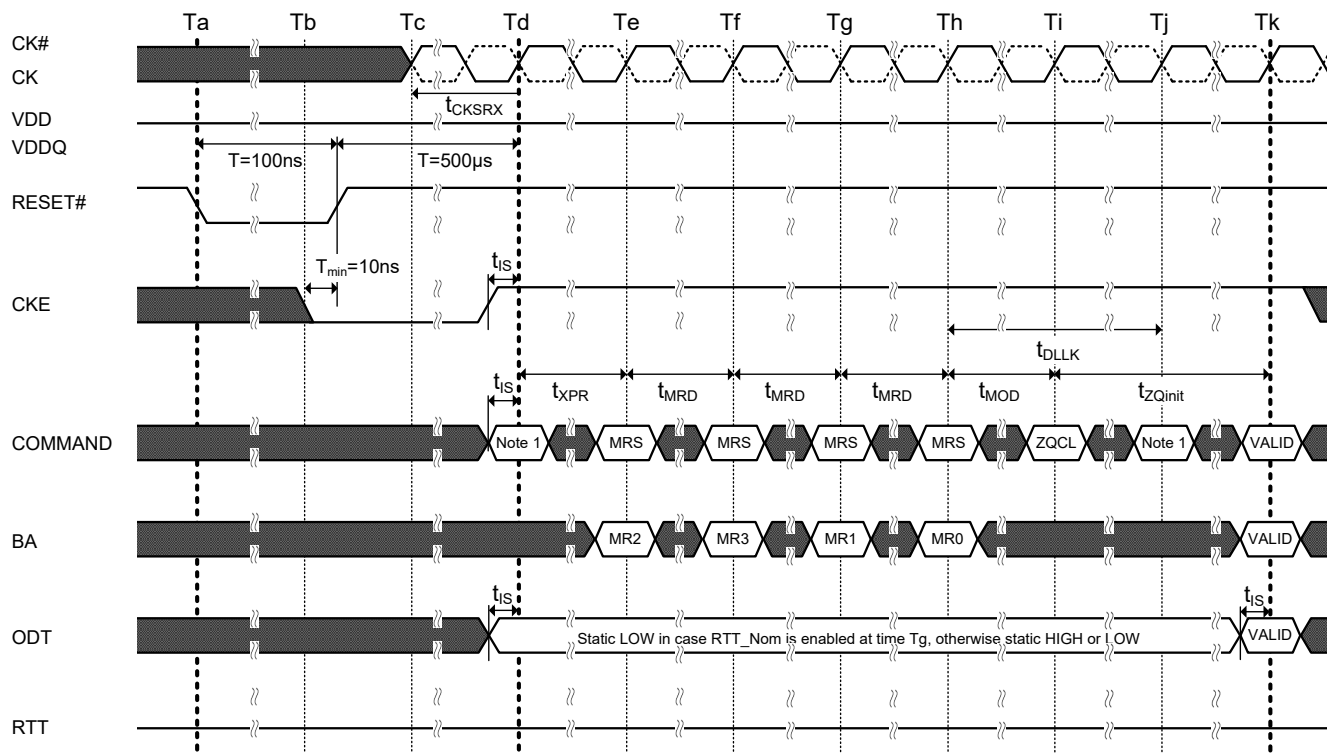 Ta Tb Tc Td Te Tf Tg Th Ti Tj Tk
CK#
CK
tCKSRX
VDD
VDDQ
T=100ns T=500µs
RESET#
Tmin=10ns tIS
CKE
tDLLK
tIS tXPR tMRD tMRD tMRD tMOD tZQinit
COMMAND Note 1 MRS MRS MRS MRS ZQCL Note 1 VALID
BA MR2 MR3 MR1 MR0 VALID
tIS tIS
ODT Static LOW in case RTT_Nom is enabled at time Tg, otherwise static HIGH or LOW VALID
RTT